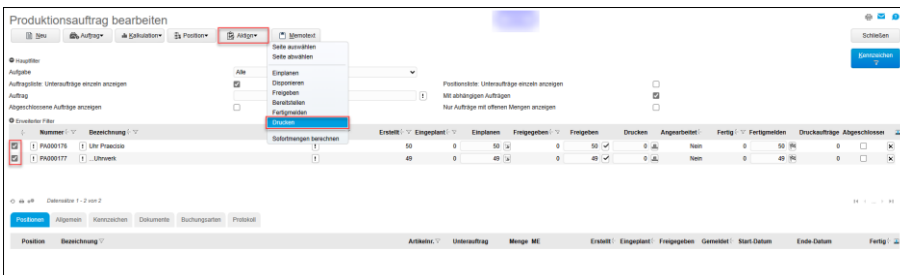 Produktionsauftrag bearbeiten
Neu Auftrag Kalkulation Position Aktion Memotext Schließen
Seite auswählen
Seite abwählen
Einplanen
Disponieren
Freigeben
Bereitstellen
Fertigmelden
Drucken
Sofortmengen berechnen
Kennzeichen
Hauptfilter
Aufgabe Alle
Auftragsliste: Unteraufträge einzeln anzeigen Positionsliste: Unteraufträge einzeln anzeigen
Auftrag Mit abhängigen Aufträgen
Abgeschlossene Aufträge anzeigen Nur Aufträge mit offenen Mengen anzeigen
Erweiterter Filter
Nummer Bezeichnung Erstellt Eingeplant Einplanen Freigegeben Freigeben Drucken Angearbeitet Fertig Fertigmelden Druckaufträge Abgeschlossen
PA000176 Uhr Praecisio 50 0 50 0 50 0 Nein 0 50 0
PA000177 ...Uhrwerk 49 0 49 0 49 0 Nein 0 49 0
Datensätze 1 - 2 von 2
Positionen Allgemein Kennzeichen Dokumente Buchungsarten Protokoll
Position Bezeichnung Artikelnr. Unterauftrag Menge ME Erstellt Eingeplant Freigegeben Gemeldet Start-Datum Ende-Datum Fertig